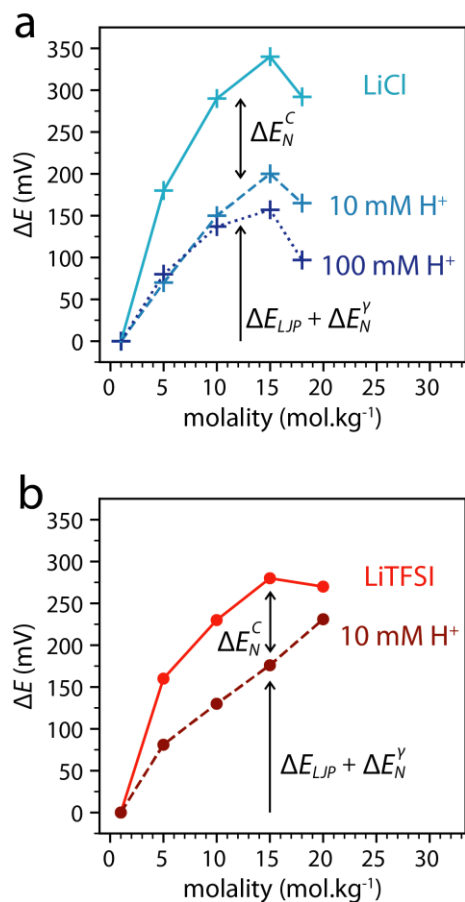 a
350
300
250
200
150
100
50
0
ΔE (mV)
LiCl
ΔE_N^C
10 mM H⁺
100 mM H⁺
ΔE_LJP + ΔE_N^γ
0 5 10 15 20 25 30
molality (mol.kg⁻¹)
b
350
300
250
200
150
100
50
0
ΔE (mV)
LiTFSI
ΔE_N^C
10 mM H⁺
ΔE_LJP + ΔE_N^γ
0 5 10 15 20 25 30
molality (mol.kg⁻¹)